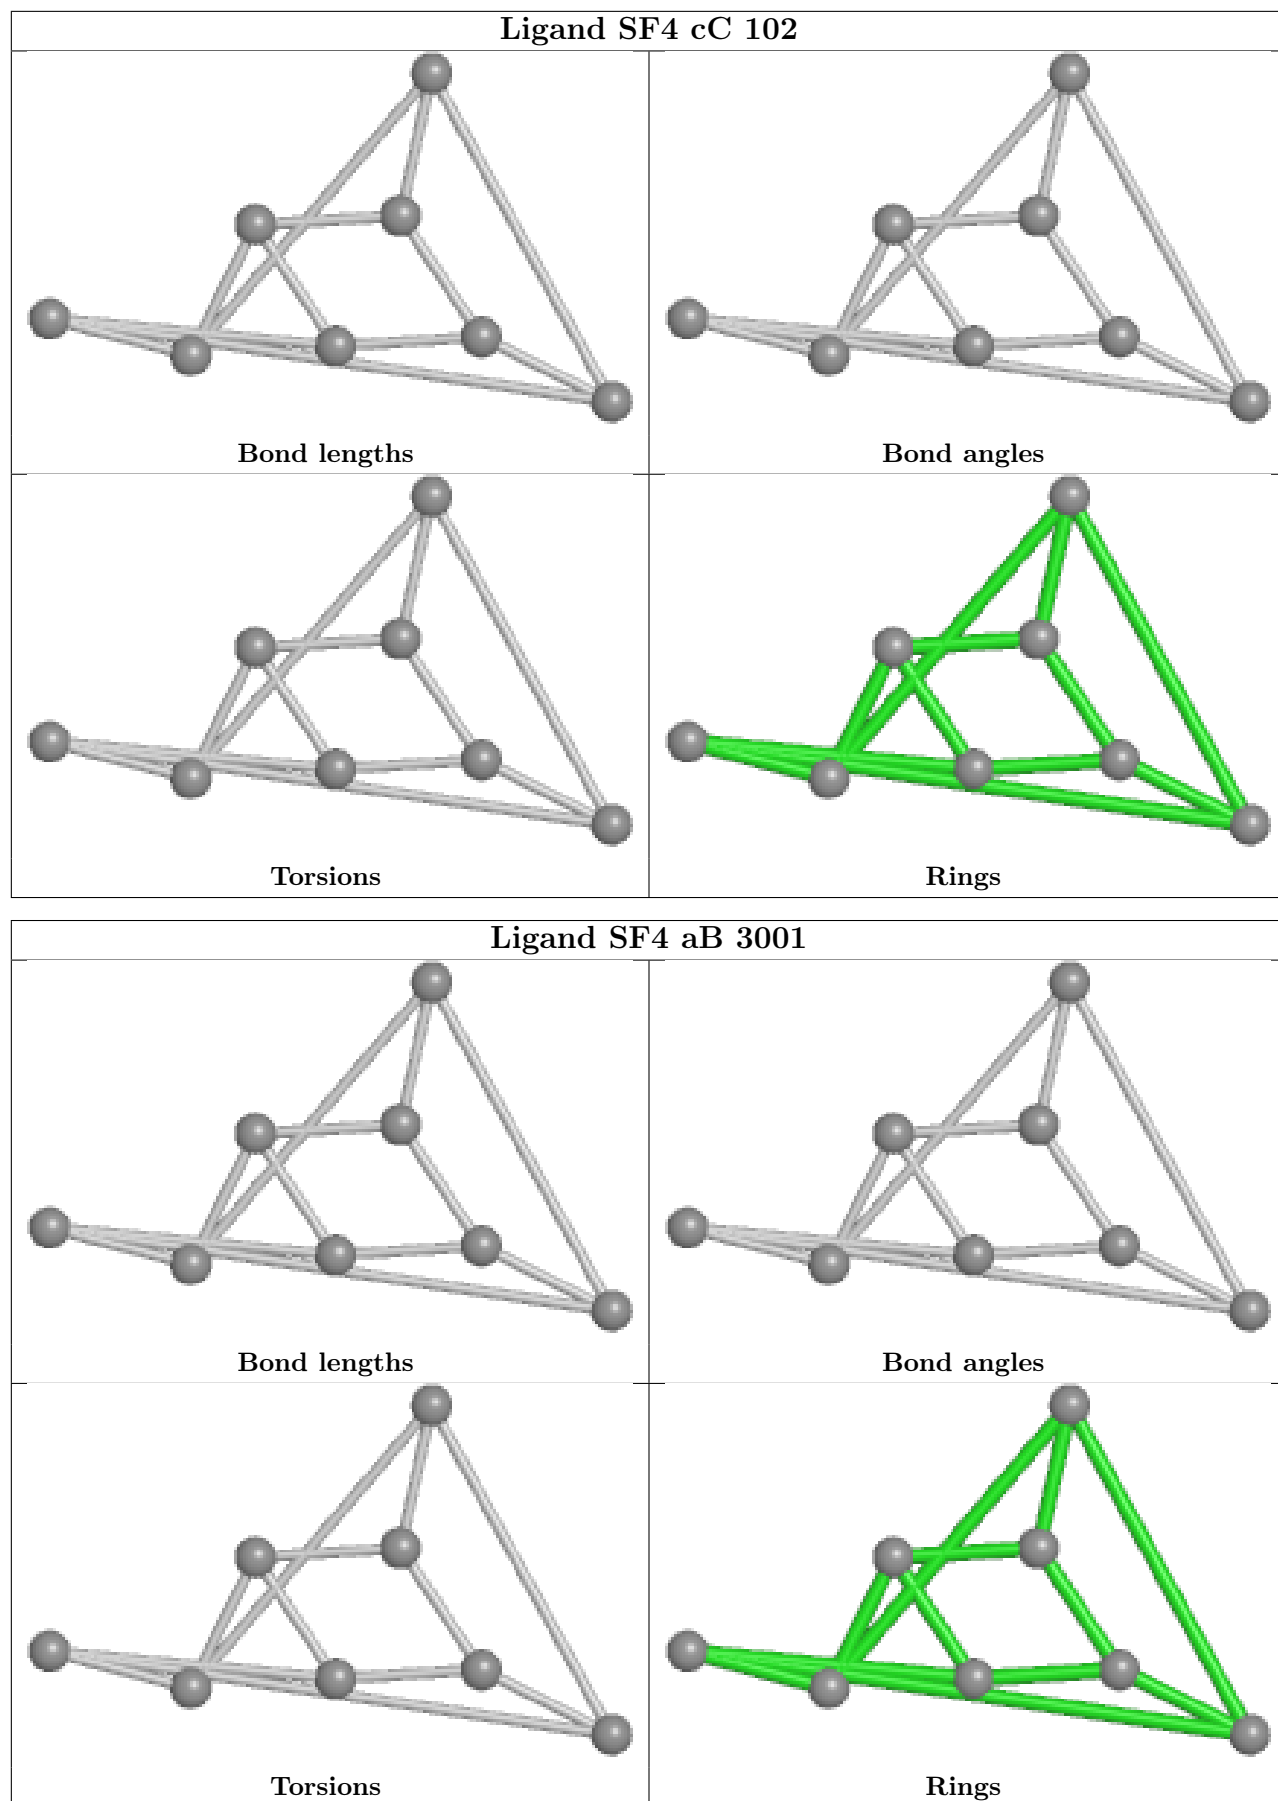 Ligand SF4 cC 102
Bond lengths
Bond angles
Torsions
Rings
Ligand SF4 aB 3001
Bond lengths
Bond angles
Torsions
Rings